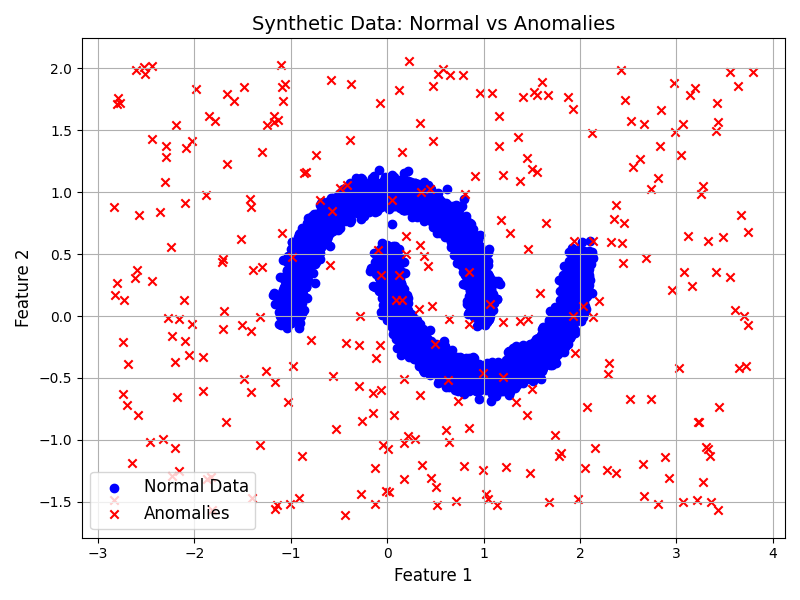 Synthetic Data: Normal vs Anomalies
2.0
1.5
1.0
0.5
0.0
−0.5
−1.0
−1.5
Feature 2
Normal Data
Anomalies
−3 −2 −1 0 1 2 3 4
Feature 1